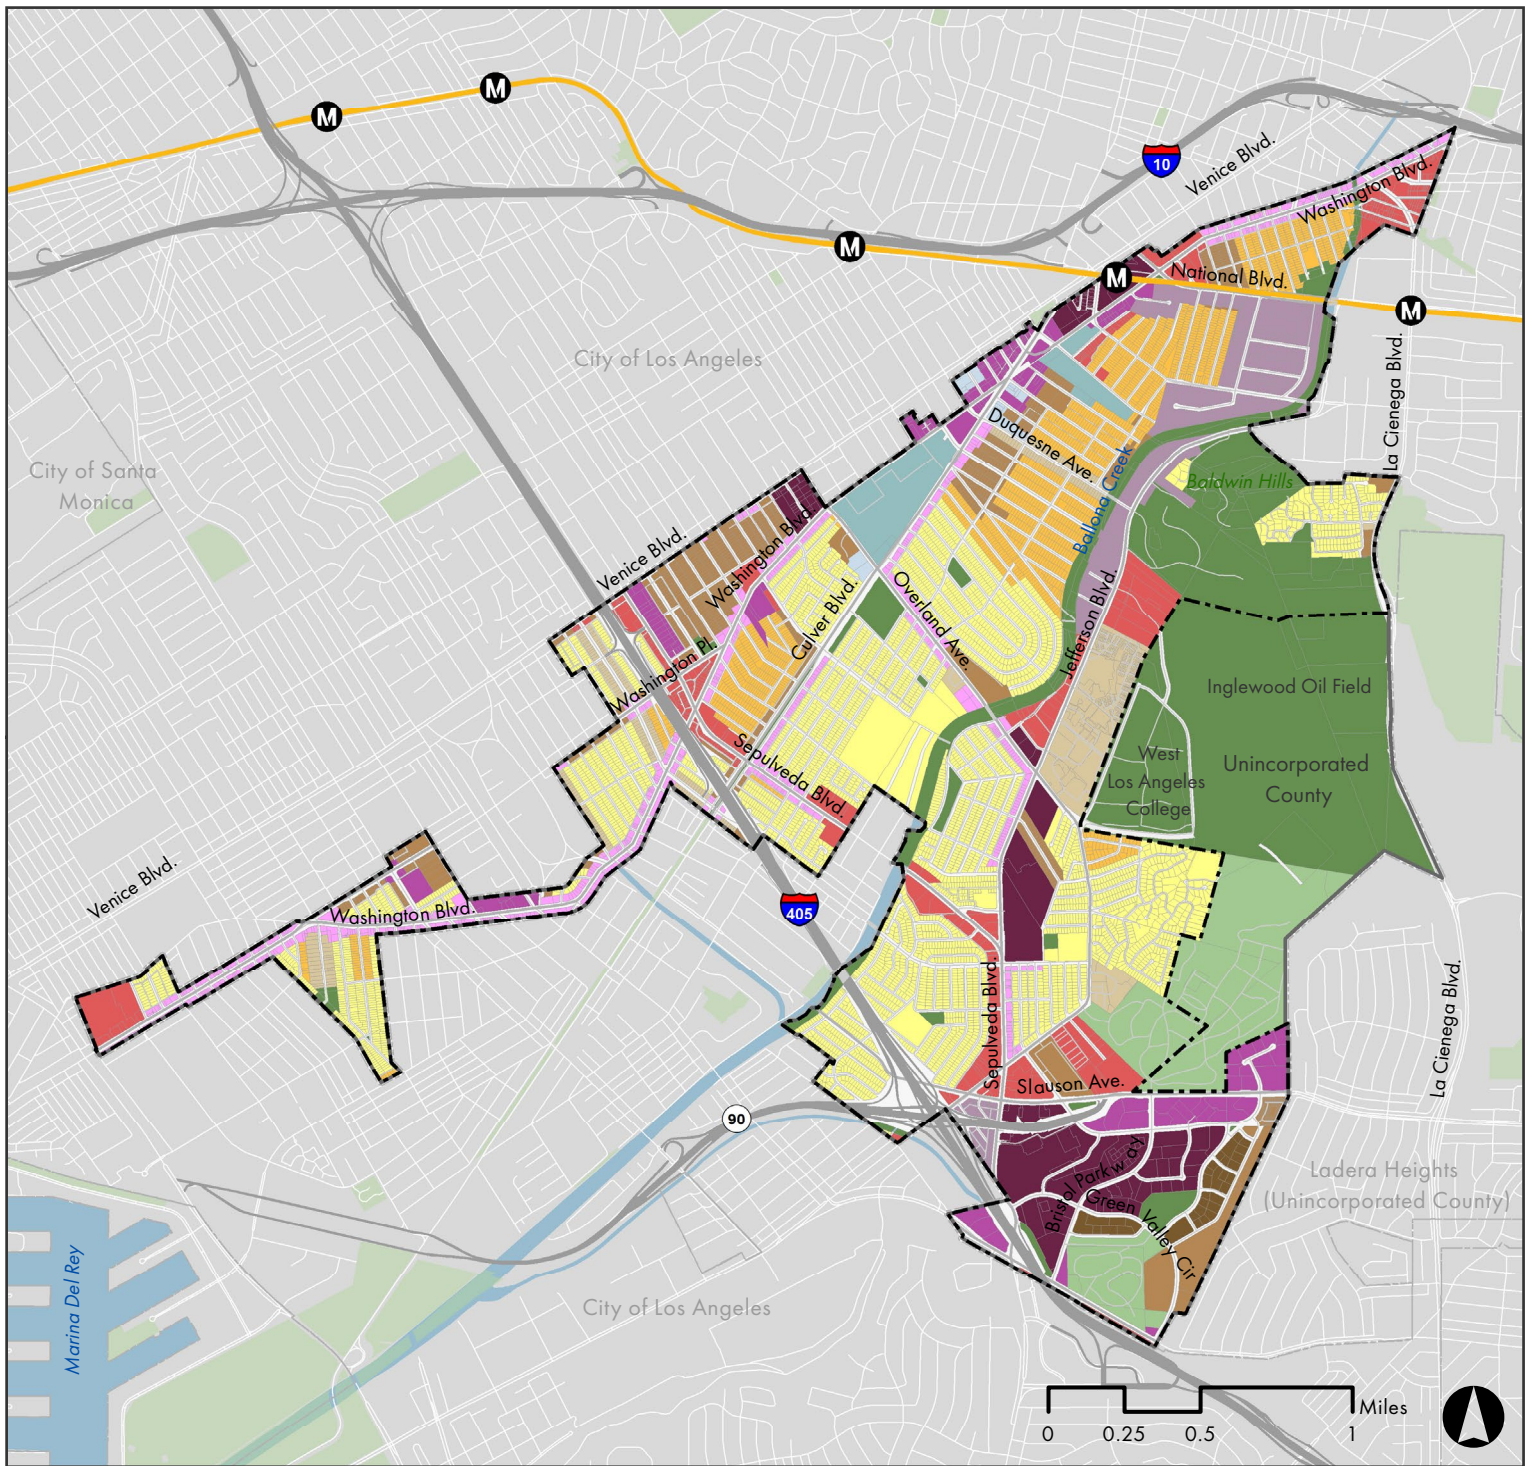 M
M
10
Venice Blvd.
Washington Blvd.
M
M
National Blvd.
M
City of Los Angeles
La Cienega Blvd.
Duquesne Ave.
City of Santa
Monica
Ballona Creek
Baldwin Hills
Venice Blvd.
Washington Blvd.
Culver Blvd.
Overland Ave.
Jefferson Blvd.
Washington Pl.
Inglewood Oil Field
Sepulveda Blvd.
West
Los Angeles
College
Unincorporated
County
Venice Blvd.
Washington Blvd.
405
Sepulveda Blvd.
La Cienega Blvd.
Slauson Ave.
90
Bristol Parkway
Green Valley Cir
Ladera Heights
(Unincorporated County)
Marina Del Rey
City of Los Angeles
Miles
0 0.25 0.5 1